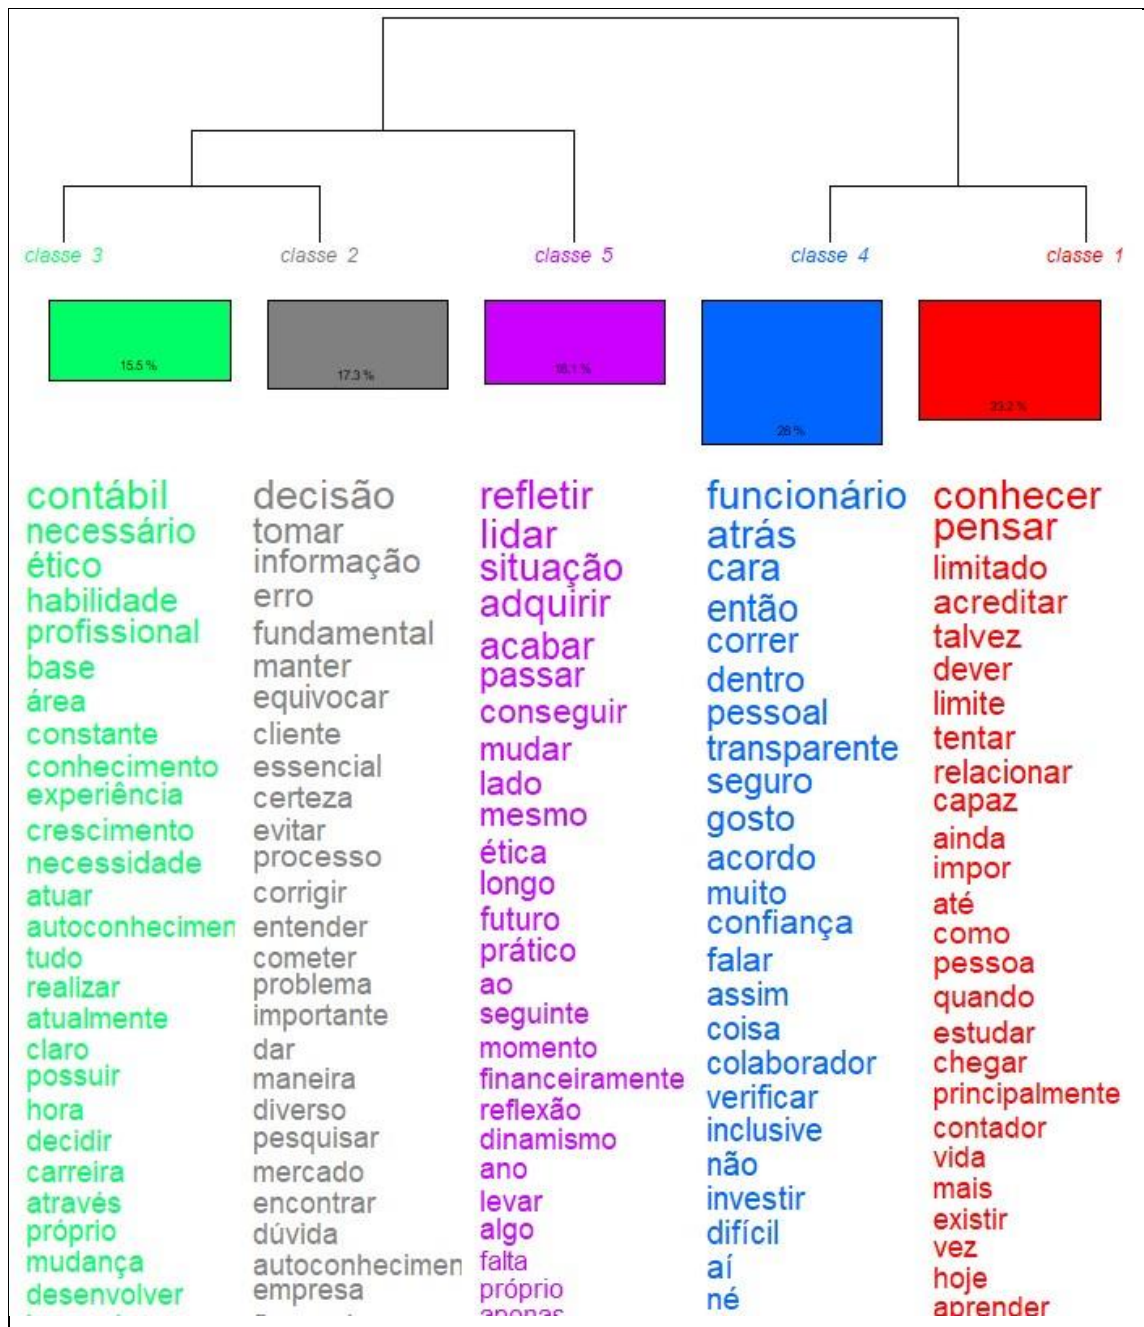 classe 3
classe 2
classe 5
classe 4
classe 1
15.5 %
17.3 %
16.1 %
28 %
23.2 %
contábil
necessário
ético
habilidade
profissional
base
área
constante
conhecimento
experiência
crescimento
necessidade
atuar
autoconhecimen
tudo
realizar
atualmente
claro
possuir
hora
decidir
carreira
através
próprio
mudança
desenvolver
decisão
tomar
informação
erro
fundamental
manter
equivocar
cliente
essencial
certeza
evitar
processo
corrigir
entender
cometer
problema
importante
dar
maneira
diverso
pesquisar
mercado
encontrar
dúvida
autoconhecimen
empresa
refletir
lidar
situação
adquirir
acabar
passar
conseguir
mudar
lado
mesmo
ética
longo
futuro
prático
ao
seguinte
momento
financeiramente
reflexão
dinamismo
ano
levar
algo
falta
próprio
apenas
funcionário
atrás
cara
então
correr
dentro
pessoal
transparente
seguro
gosto
acordo
muito
confiança
falar
assim
coisa
colaborador
verificar
inclusive
não
investir
difícil
aí
né
conhecer
pensar
limitado
acreditar
talvez
dever
limite
tentar
relacionar
capaz
ainda
impor
até
como
pessoa
quando
estudar
chegar
principalmente
contador
vida
mais
existir
vez
hoje
aprender